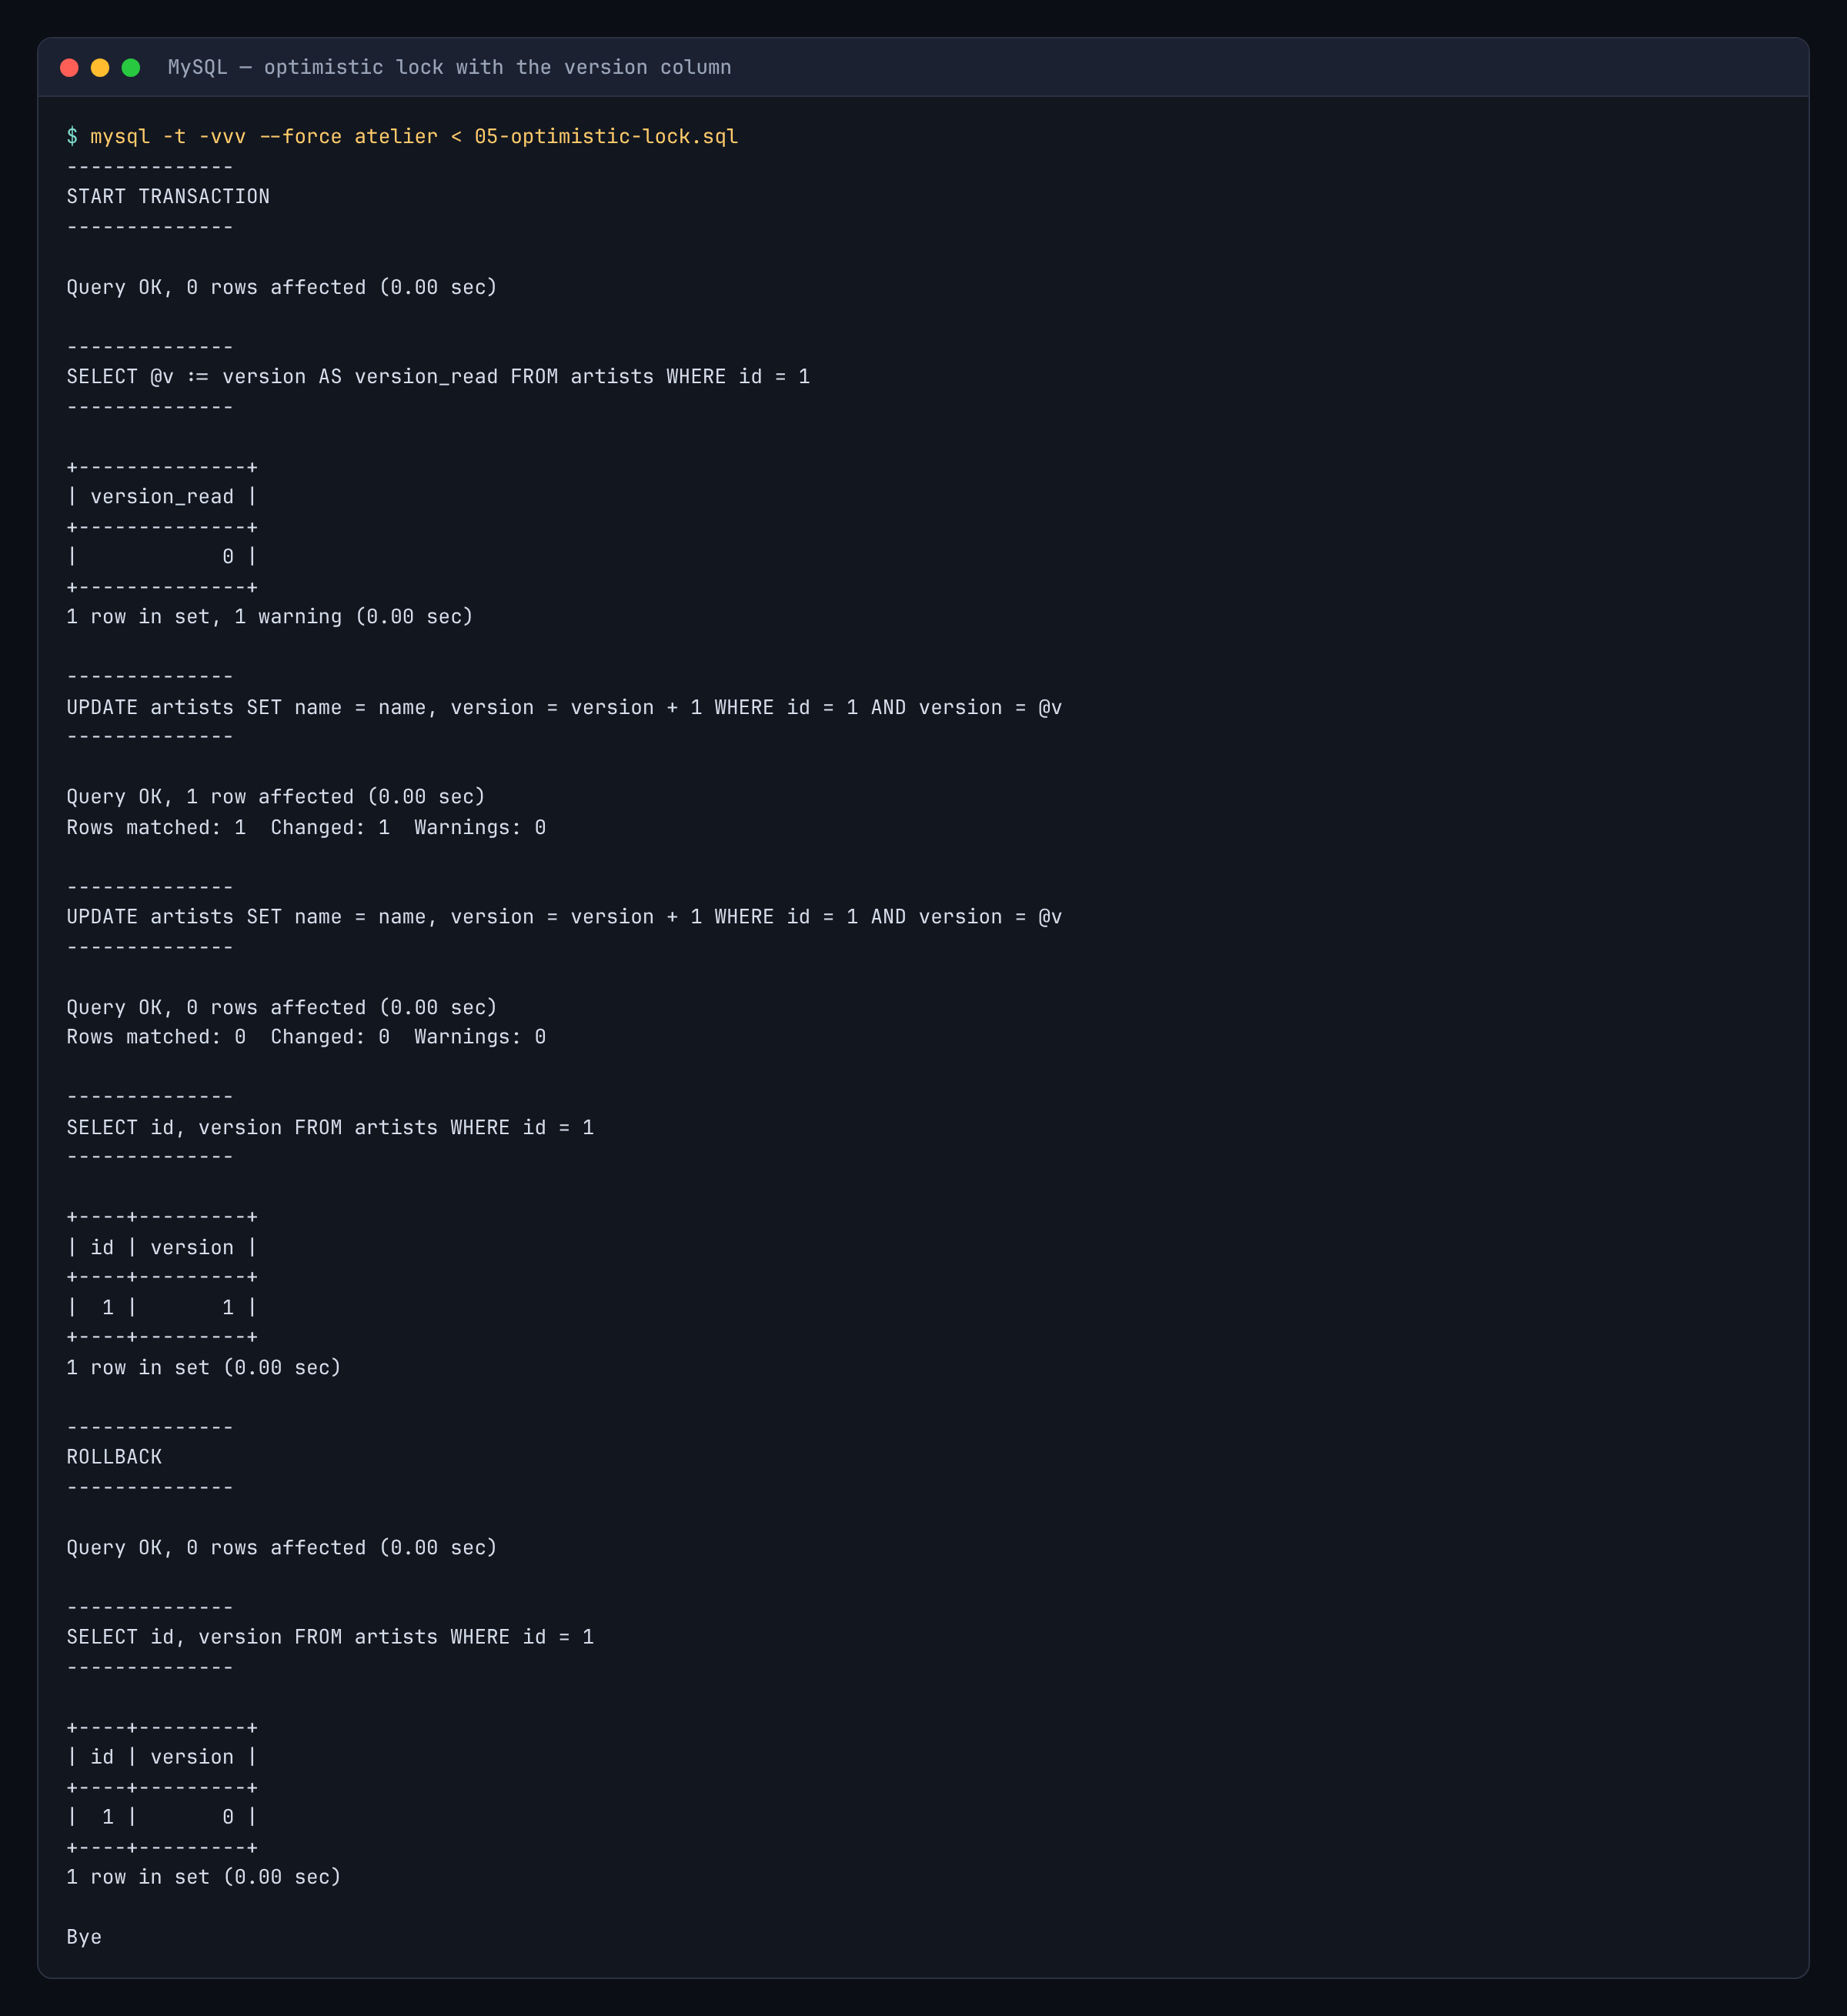 MySQL — optimistic lock with the version column
$ mysql -t -vvv --force atelier < 05-optimistic-lock.sql
--------------
START TRANSACTION
--------------

Query OK, 0 rows affected (0.00 sec)

--------------
SELECT @v := version AS version_read FROM artists WHERE id = 1
--------------

+--------------+
| version_read |
+--------------+
|            0 |
+--------------+
1 row in set, 1 warning (0.00 sec)

--------------
UPDATE artists SET name = name, version = version + 1 WHERE id = 1 AND version = @v
--------------

Query OK, 1 row affected (0.00 sec)
Rows matched: 1  Changed: 1  Warnings: 0

--------------
UPDATE artists SET name = name, version = version + 1 WHERE id = 1 AND version = @v
--------------

Query OK, 0 rows affected (0.00 sec)
Rows matched: 0  Changed: 0  Warnings: 0

--------------
SELECT id, version FROM artists WHERE id = 1
--------------

+----+---------+
| id | version |
+----+---------+
|  1 |       1 |
+----+---------+
1 row in set (0.00 sec)

--------------
ROLLBACK
--------------

Query OK, 0 rows affected (0.00 sec)

--------------
SELECT id, version FROM artists WHERE id = 1
--------------

+----+---------+
| id | version |
+----+---------+
|  1 |       0 |
+----+---------+
1 row in set (0.00 sec)

Bye